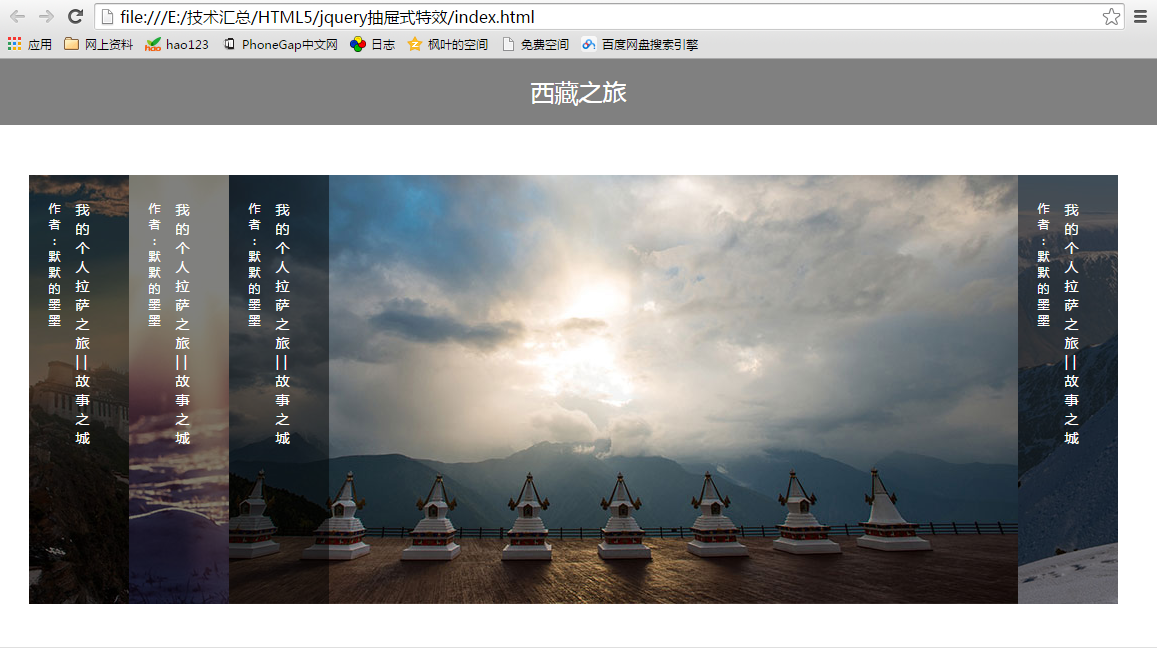 file:///E:/技术汇总/HTML5/jquery抽屉式特效/index.html
应用 网上资料 hao123 PhoneGap中文网 日志 枫叶的空间 免费空间 百度网盘搜索引擎
西藏之旅
我的个人拉萨之旅||故事之城
作者:默默的墨墨
我的个人拉萨之旅||故事之城
作者:默默的墨墨
我的个人拉萨之旅||故事之城
作者:默默的墨墨
我的个人拉萨之旅||故事之城
作者:默默的墨墨